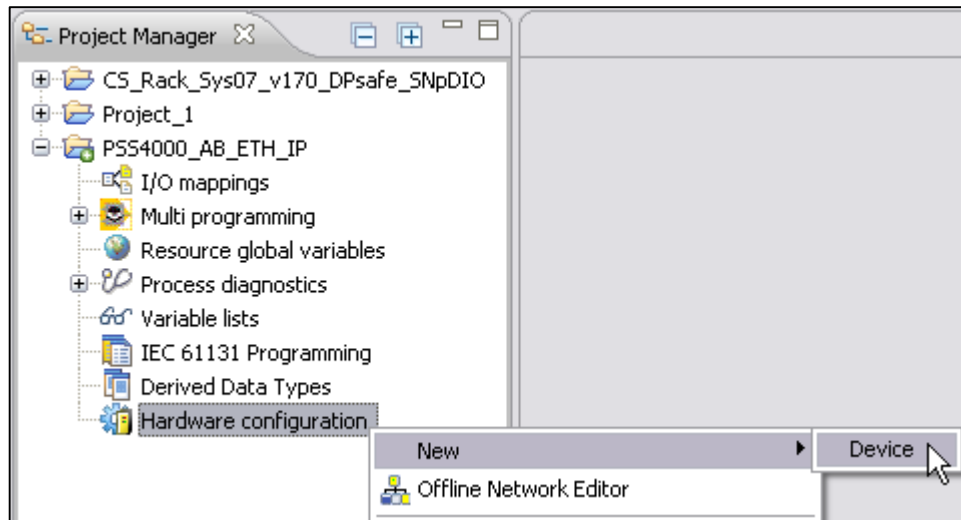 Project Manager
CS_Rack_Sys07_v170_DPsafe_SNpDIO
Project_1
PSS4000_AB_ETH_IP
I/O mappings
Multi programming
Resource global variables
Process diagnostics
Variable lists
IEC 61131 Programming
Derived Data Types
Hardware configuration
New
Device
Offline Network Editor